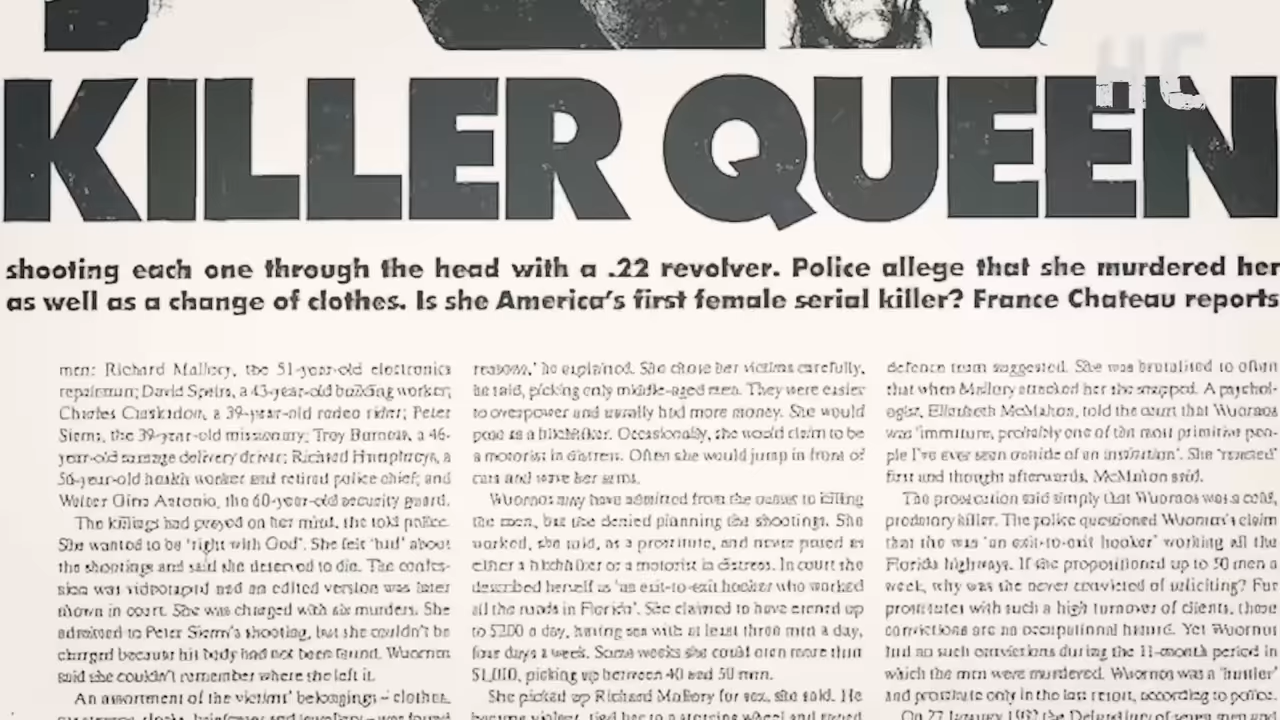 HC
KILLER QUEEN
shooting each one through the head with a .22 revolver. Police allege that she murdered her
as well as a change of clothes. Is she America's first female serial killer? France Chateau reports
men: Richard Mallory, the 51-year-old electronics
repairman; David Speirs, a 43-year-old building worker;
Charles Carskadon, a 39-year-old rodeo rider; Peter
Siems, the 39-year-old missionary; Troy Burness, a 46-
year-old sausage delivery driver; Richard Humphreys, a
56-year-old health worker and retired police chief; and
Walter Gino Antonio, the 60-year-old security guard.
The killings had preyed on her mind, she told police.
She wanted to be 'right with God'. She felt 'bad' about
the shootings and said she deserved to die. The confes-
sion was videotaped and an edited version was later
shown in court. She was charged with six murders. She
admitted to Peter Siems's shooting, but she couldn't be
charged because his body had not been found. Wuornos
said she couldn't remember where she left it.
An assortment of the victims' belongings – clothes,
reasons,' he explained. She chose her victims carefully,
he said, picking only middle-aged men. They were easier
to overpower and usually had more money. She would
pose as a hitchhiker. Occasionally, she would claim to be
a motorist in distress. Often she would jump in front of
cars and wave her arms.
Wuornos may have admitted from the outset to killing
the men, but she denied planning the shootings. She
worked, she said, as a prostitute, and never posed as
either a hitchhiker or a motorist in distress. In court she
described herself as 'an exit-to-exit hooker who worked
all the roads in Florida'. She claimed to have earned up
to $200 a day, having sex with at least three men a day,
four days a week. Some weeks she could earn more than
$1,000, picking up between 40 and 50 men.
She picked up Richard Mallory for sex, she said. He
became violent, tied her to a steering wheel and raped
defence team suggested. She was brutalised so often
that when Mallory attacked her she snapped. A psychol-
ogist, Elizabeth McMahon, told the court that Wuornos
was 'immature, probably one of the most primitive peo-
ple I've ever seen outside of an institution'. She 'reacted'
first and thought afterwards, McMahon said.
The prosecution said simply that Wuornos was a cold,
predatory killer. The police questioned Wuornos's claim
that she was 'an exit-to-exit hooker' working all the
Florida highways. If she propositioned up to 50 men a
week, why was she never convicted of soliciting? For
prostitutes with such a high turnover of clients, these
convictions are an occupational hazard. Yet Wuornos
had no such convictions during the 11-month period in
which the men were murdered. Wuornos was a 'hustler'
and prostitute only in the last resort, according to police.
On 27 January 1992 the